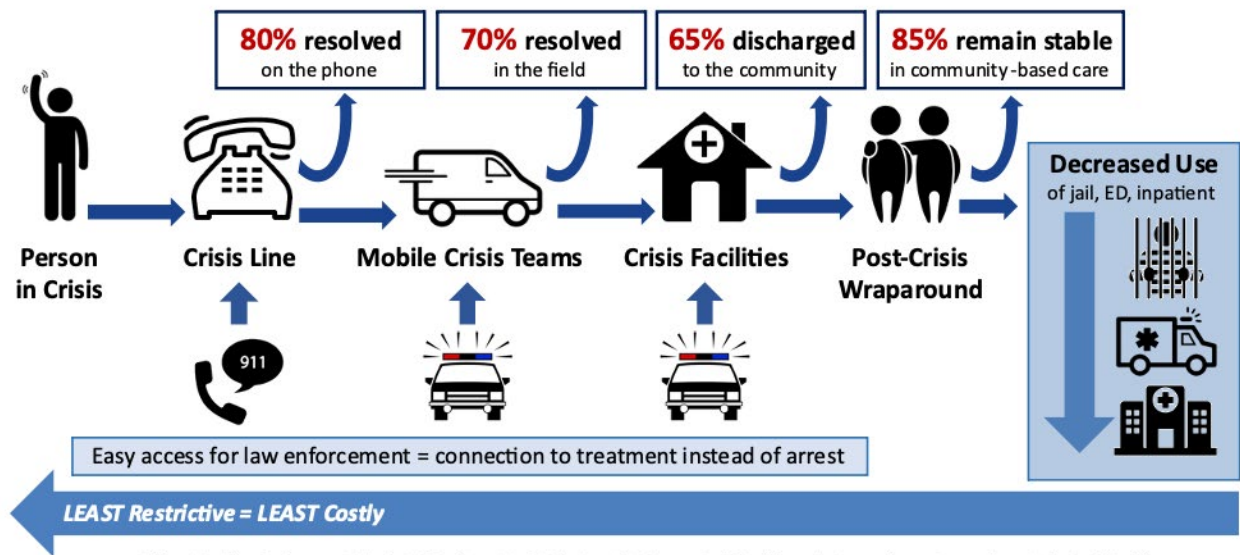 80% resolved
on the phone
70% resolved
in the field
65% discharged
to the community
85% remain stable
in community-based care
Person
in Crisis
Crisis Line
Mobile Crisis Teams
Crisis Facilities
Post-Crisis
Wraparound
Decreased Use
of jail, ED, inpatient
911
Easy access for law enforcement = connection to treatment instead of arrest
LEAST Restrictive = LEAST Costly